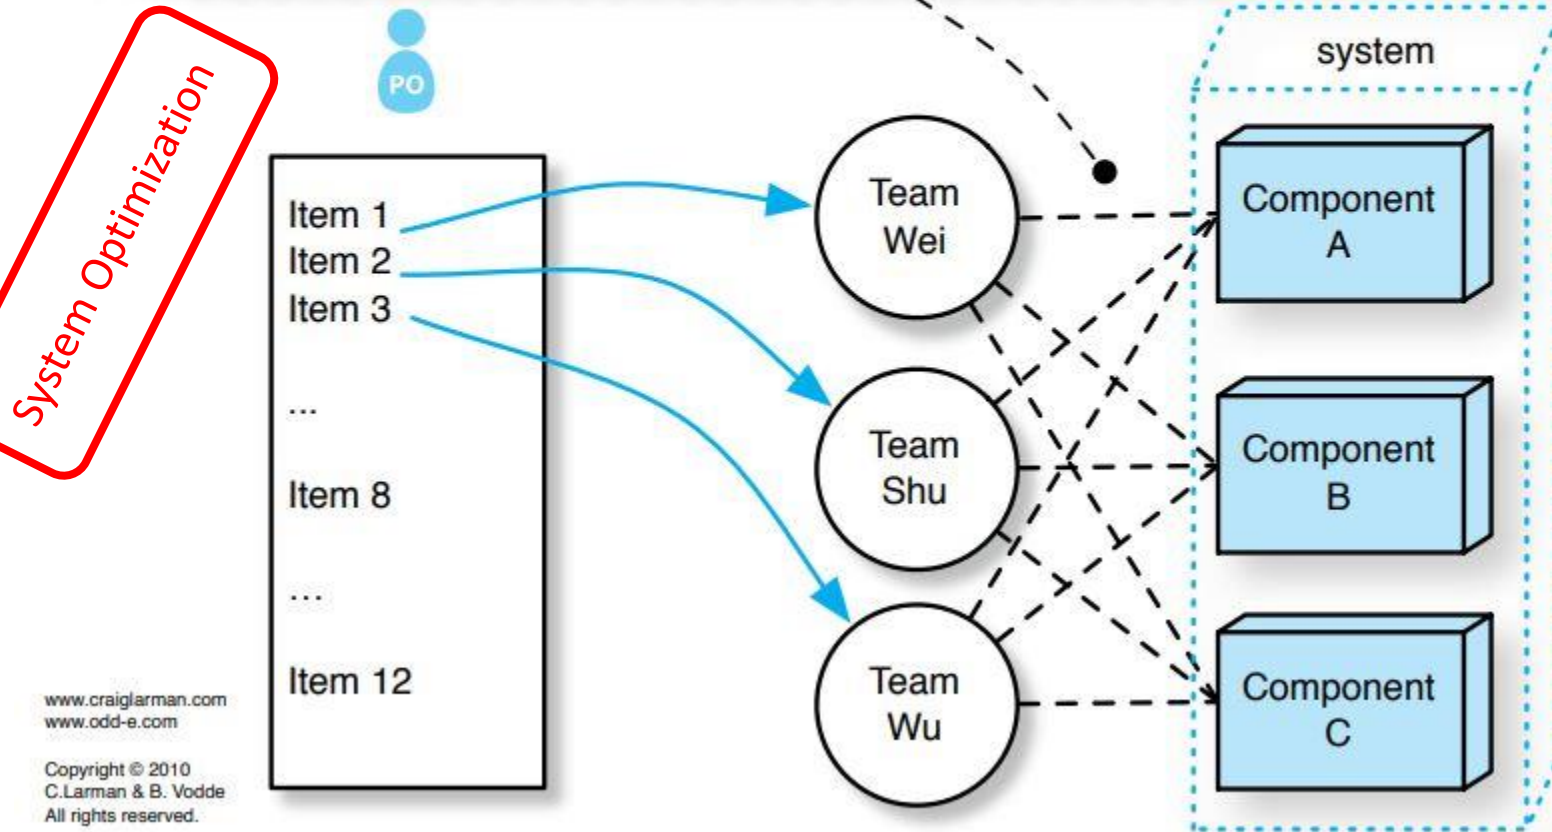 System Optimization
PO
system
Item 1
Item 2
Item 3
...
Item 8
...
Item 12
Team
Wei
Team
Shu
Team
Wu
Component
A
Component
B
Component
C
www.craiglarman.com
www.odd-e.com
Copyright © 2010
C.Larman & B. Vodde
All rights reserved.